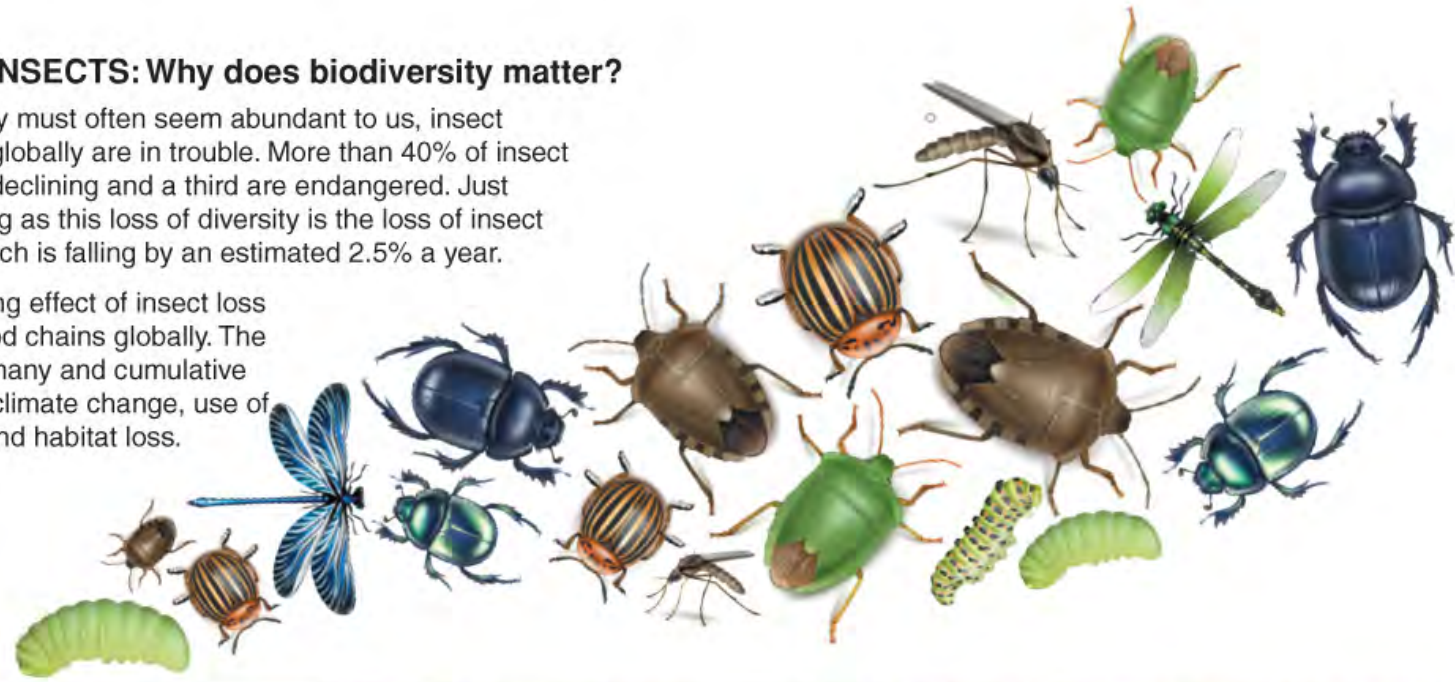 NSECTS: Why does biodiversity matter?
y must often seem abundant to us, insect
globally are in trouble. More than 40% of insect
declining and a third are endangered. Just
g as this loss of diversity is the loss of insect
ch is falling by an estimated 2.5% a year.
ng effect of insect loss
d chains globally. The
many and cumulative
climate change, use of
nd habitat loss.